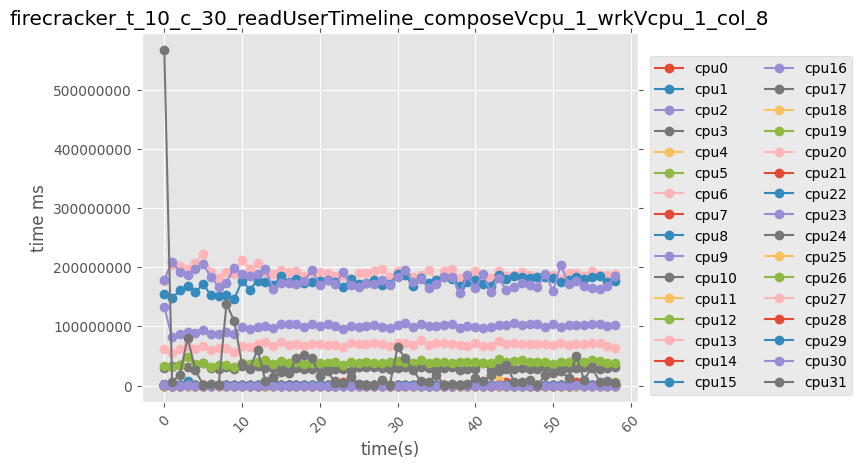 firecracker_t_10_c_30_readUserTimeline_composeVcpu_1_wrkVcpu_1_col_8
500000000
400000000
300000000
200000000
100000000
0
time ms
0
10
20
30
40
50
60
time(s)
cpu0
cpu1
cpu2
cpu3
cpu4
cpu5
cpu6
cpu7
cpu8
cpu9
cpu10
cpu11
cpu12
cpu13
cpu14
cpu15
cpu16
cpu17
cpu18
cpu19
cpu20
cpu21
cpu22
cpu23
cpu24
cpu25
cpu26
cpu27
cpu28
cpu29
cpu30
cpu31